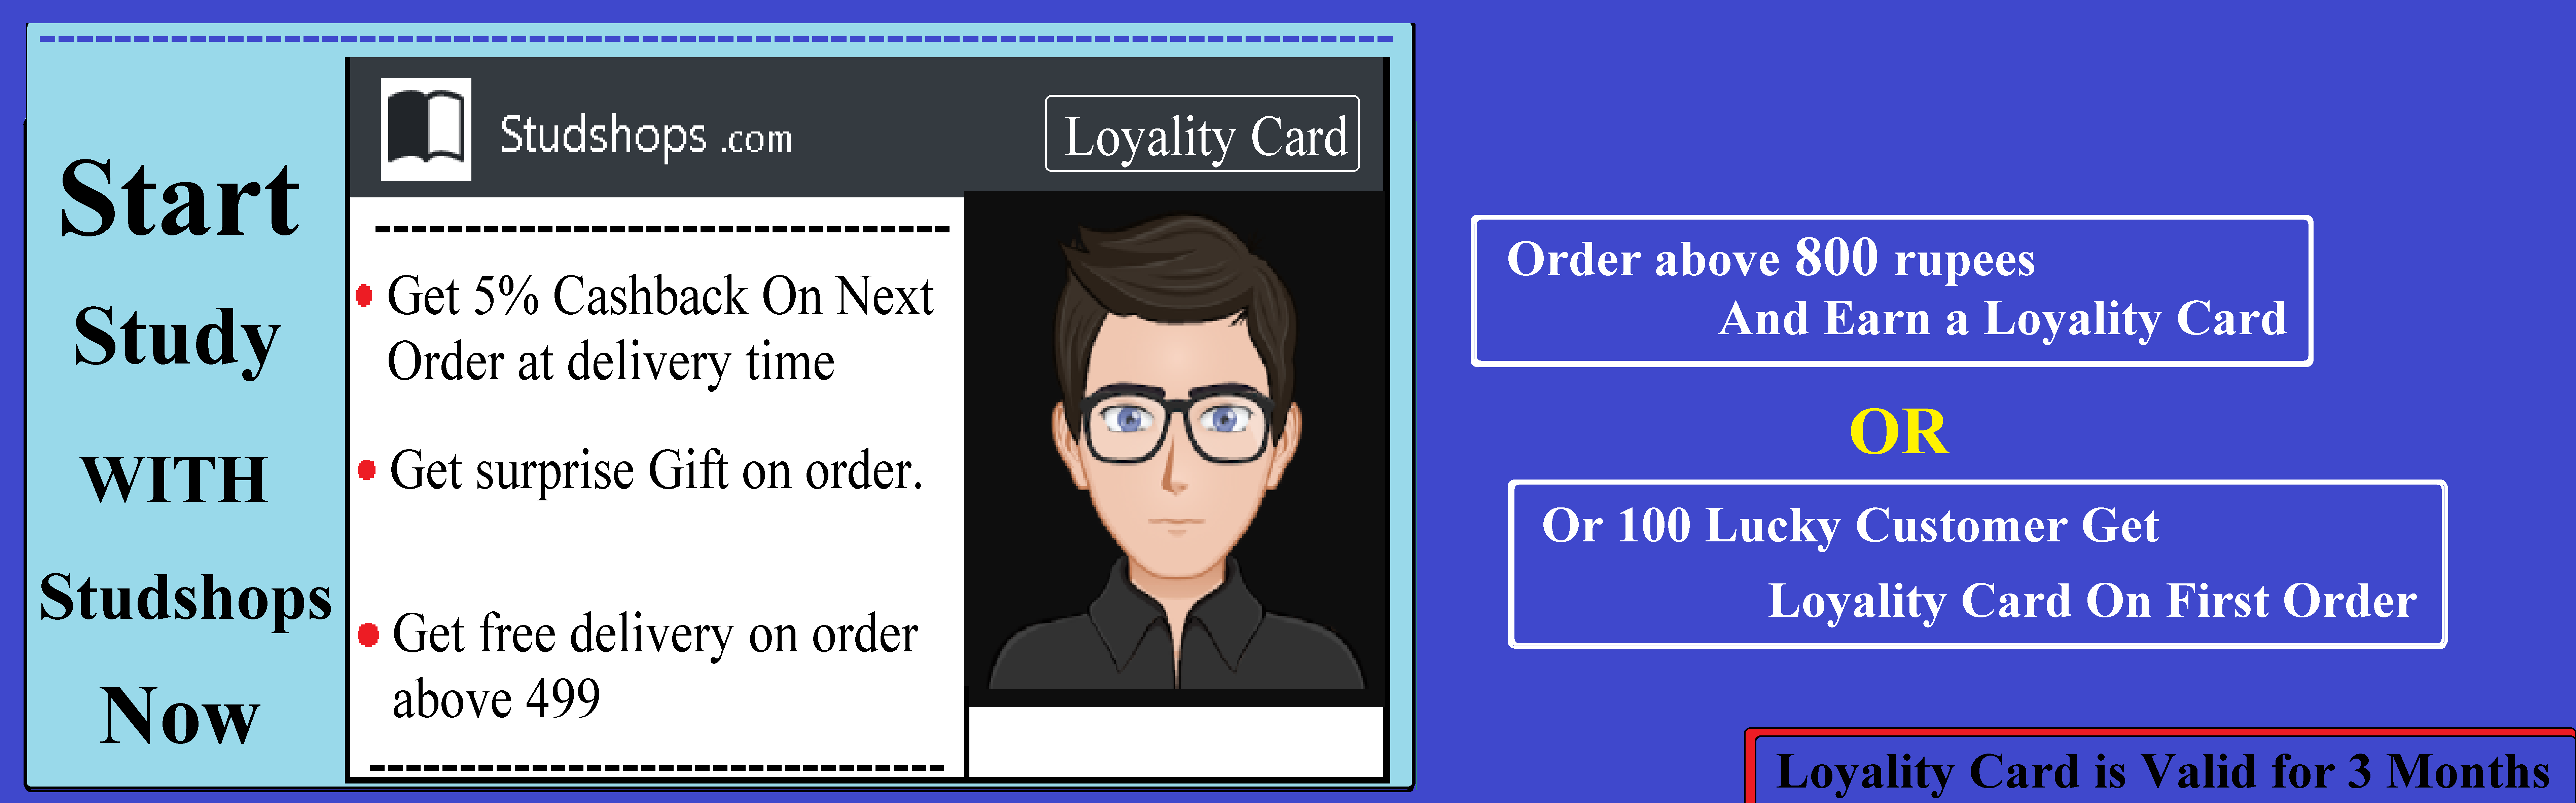 Start
Study
WITH
Studshops
Now
Studshops .com
Loyality Card
Get 5% Cashback On Next
Order at delivery time
Get surprise Gift on order.
Get free delivery on order
above 499
Order above 800 rupees
And Earn a Loyality Card
OR
Or 100 Lucky Customer Get
Loyality Card On First Order
Loyality Card is Valid for 3 Months